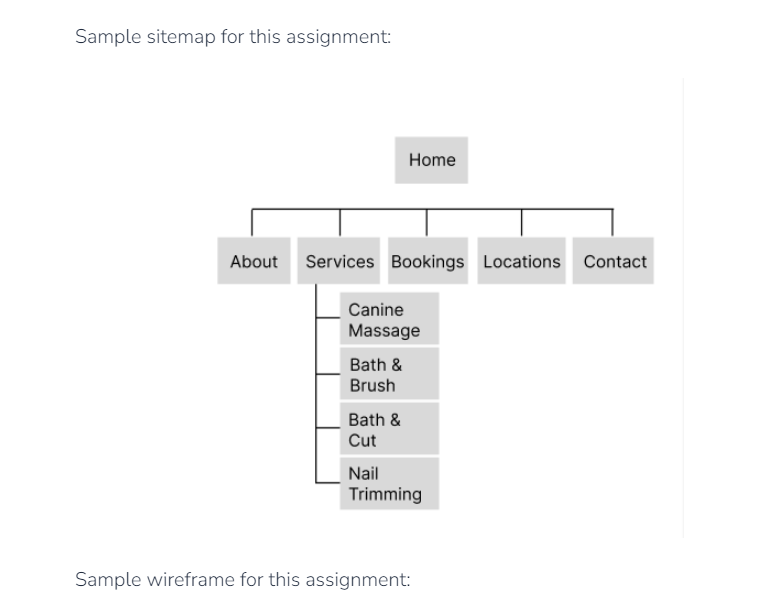 Sample sitemap for this assignment:
Home
About
Services
Bookings
Locations
Contact
Canine
Massage
Bath &
Brush
Bath &
Cut
Nail
Trimming
Sample wireframe for this assignment: